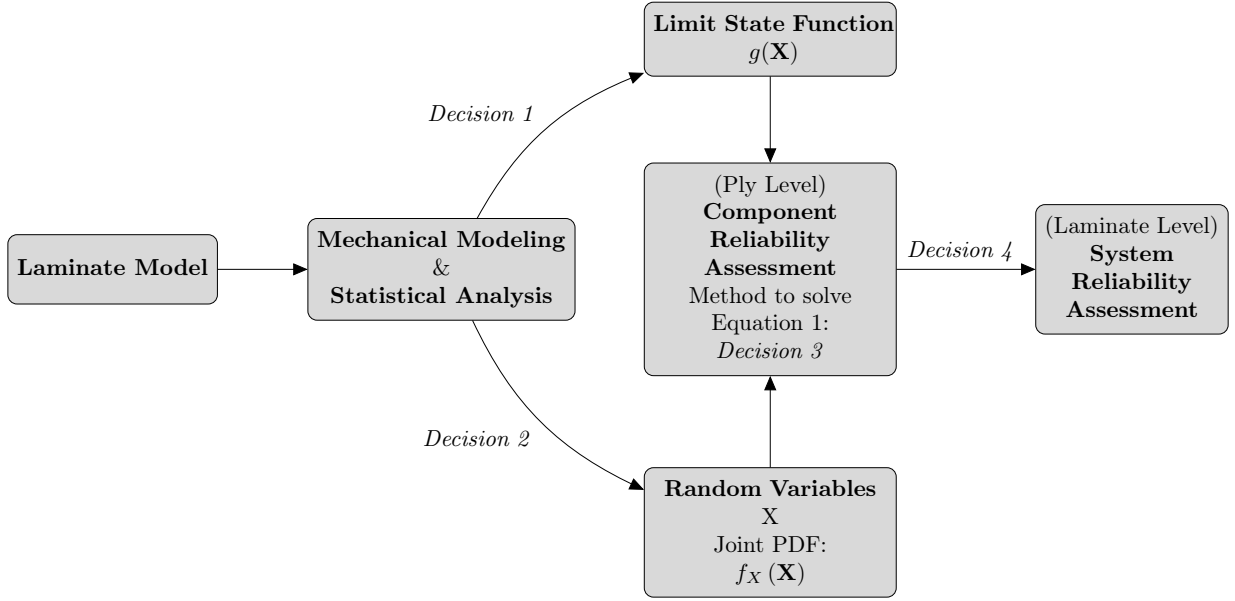 Limit State Function
g(X)
Decision 1
(Ply Level)
Component
Reliability
Assessment
Method to solve
Equation 1:
Decision 3
Laminate Model
Mechanical Modeling
&
Statistical Analysis
Decision 4
(Laminate Level)
System
Reliability
Assessment
Decision 2
Random Variables
X
Joint PDF:
f_X (X)